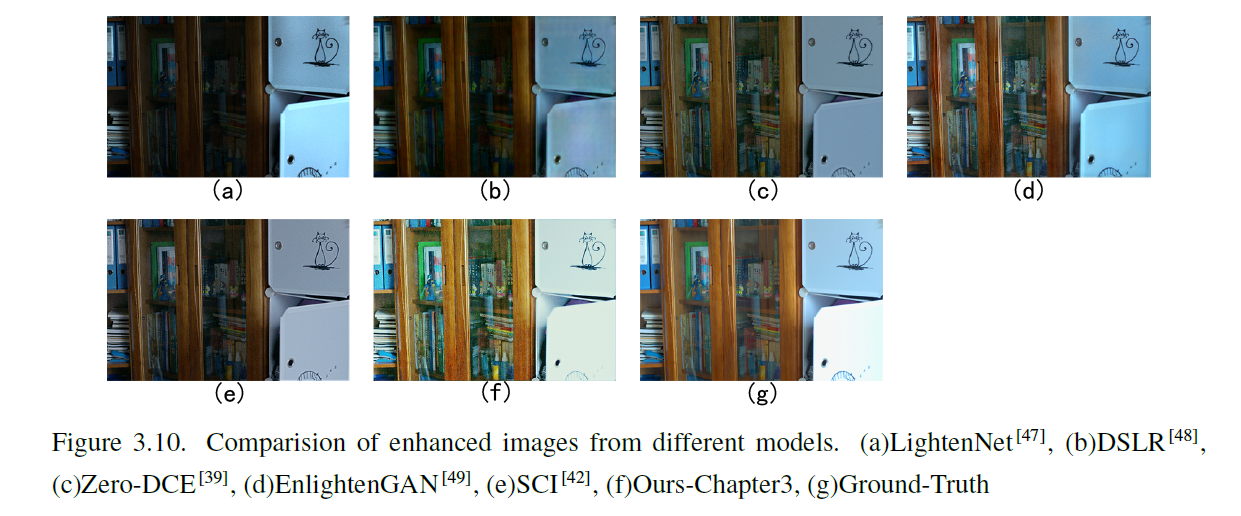 (a) (b) (c) (d)
(e) (f) (g)
Figure 3.10. Comparision of enhanced images from different models. (a)LightenNet[47], (b)DSLR[48],
(c)Zero-DCE[39], (d)EnlightenGAN[49], (e)SCI[42], (f)Ours-Chapter3, (g)Ground-Truth